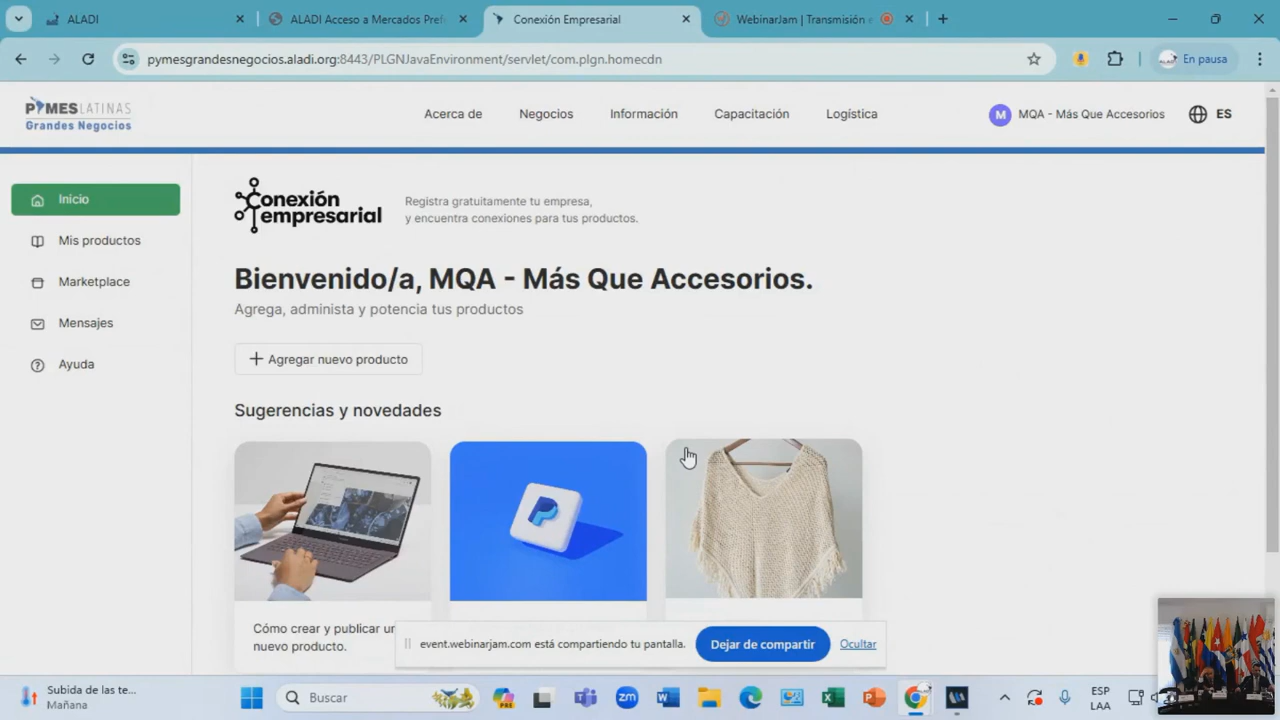 ALADI
ALADI Acceso a Mercados Pref
Conexión Empresarial
WebinarJam | Transmisión e
pymesgrandesnegocios.aladi.org:8443/PLGNJavaEnvironment/servlet/com.plgn.homecdn
En pausa
PYMESLATINAS
Grandes Negocios
Acerca de
Negocios
Información
Capacitación
Logística
M
MQA - Más Que Accesorios
ES
Inicio
Mis productos
Marketplace
Mensajes
Ayuda
Conexión
empresarial
Registra gratuitamente tu empresa,
y encuentra conexiones para tus productos.
Bienvenido/a, MQA - Más Que Accesorios.
Agrega, administa y potencia tus productos
Agregar nuevo producto
Sugerencias y novedades
Cómo crear y publicar un
nuevo producto.
event.webinarjam.com está compartiendo tu pantalla.
Dejar de compartir
Ocultar
Subida de las te...
Mañana
Buscar
ESP
LAA